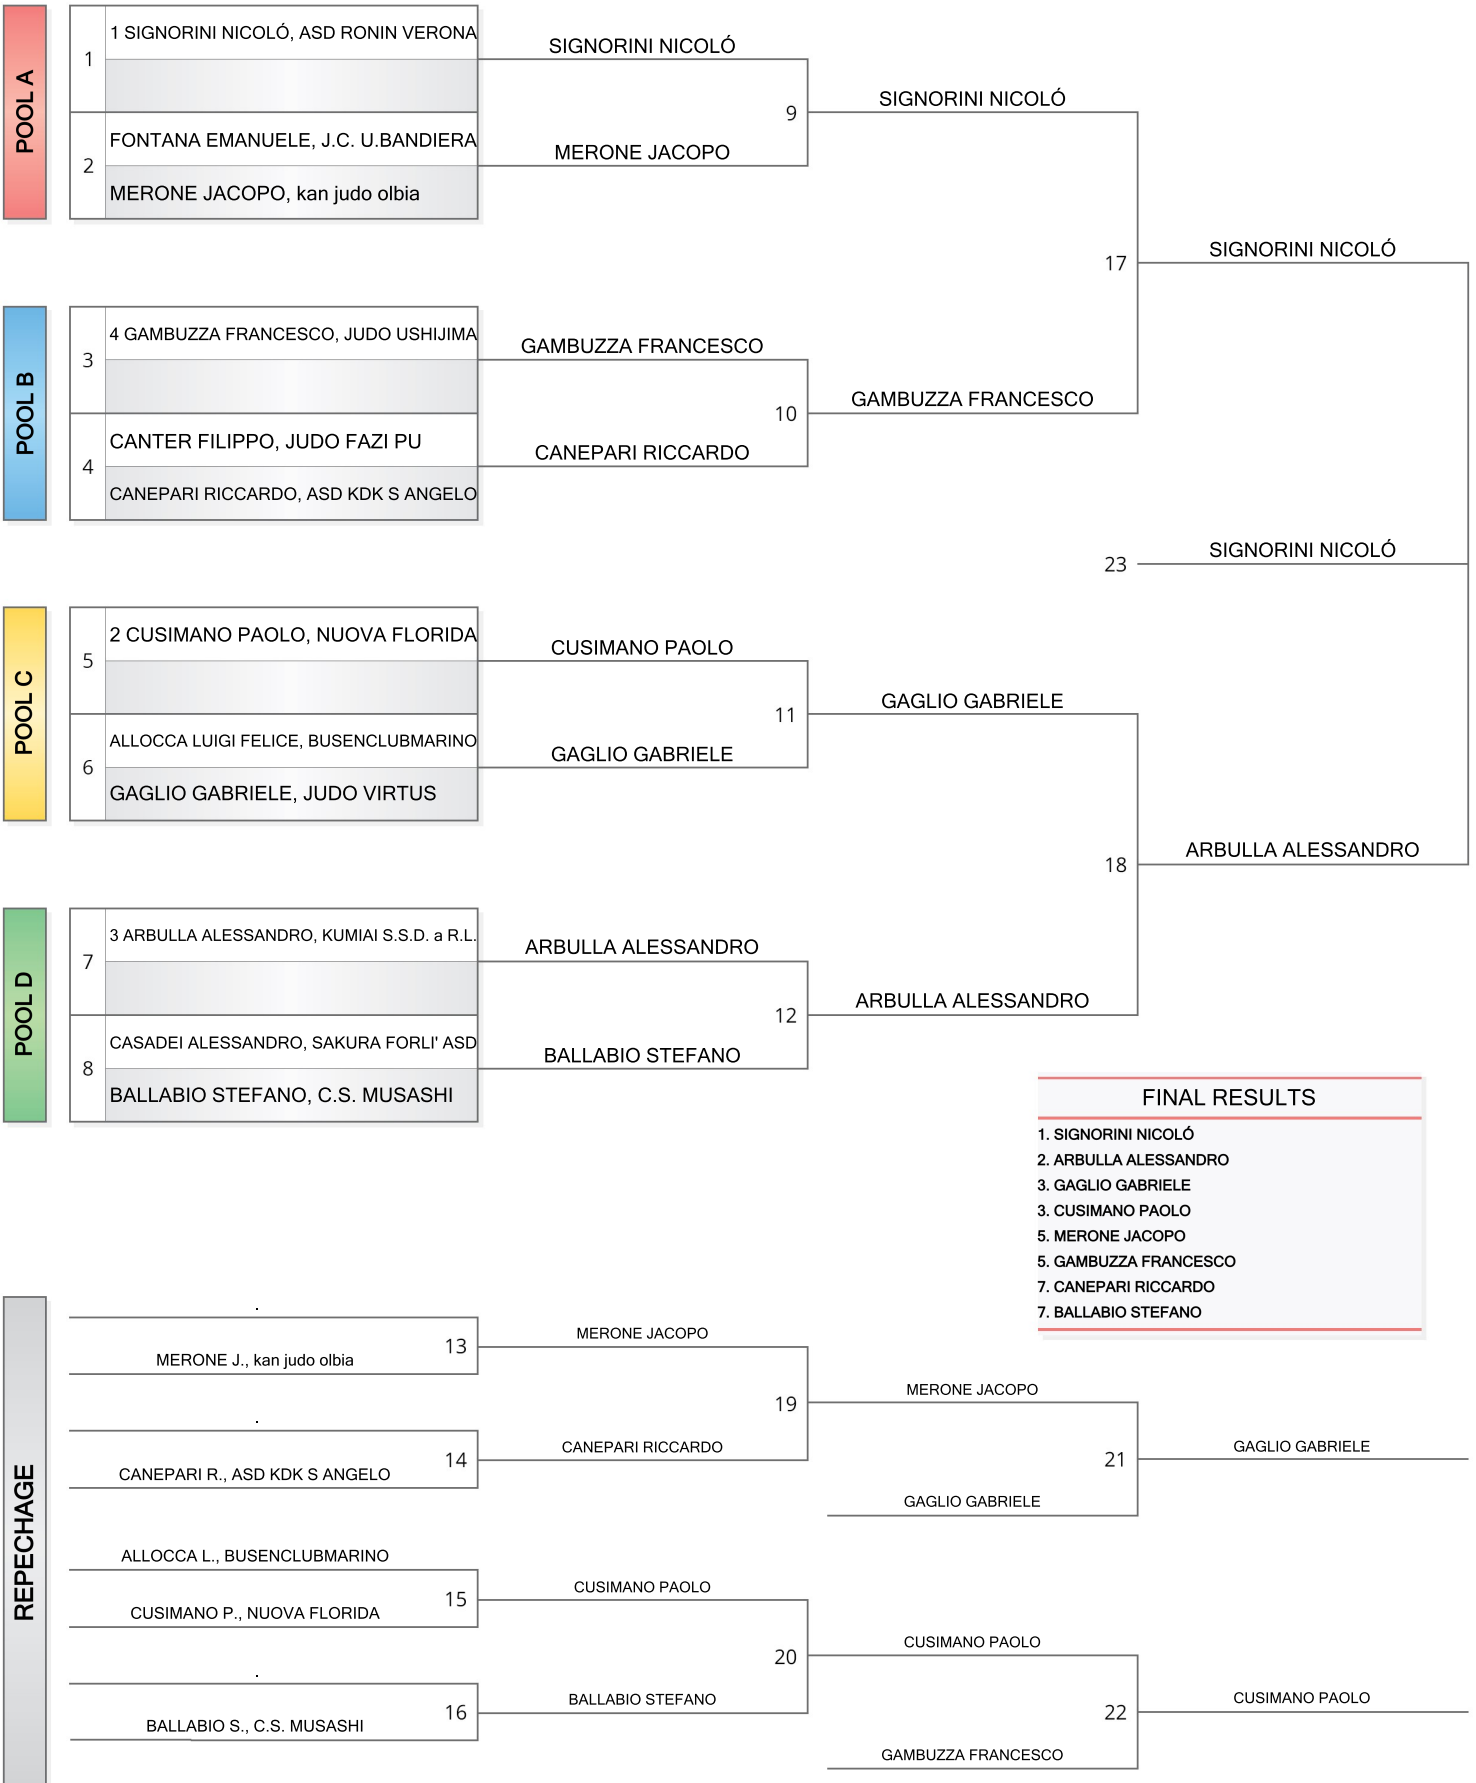 POOL A
1
1 SIGNORINI NICOLÓ, ASD RONIN VERONA
2
FONTANA EMANUELE, J.C. U.BANDIERA
MERONE JACOPO, kan judo olbia
SIGNORINI NICOLÓ
9
MERONE JACOPO
SIGNORINI NICOLÓ
17
SIGNORINI NICOLÓ
POOL B
3
4 GAMBUZZA FRANCESCO, JUDO USHIJIMA
4
CANTER FILIPPO, JUDO FAZI PU
CANEPARI RICCARDO, ASD KDK S ANGELO
GAMBUZZA FRANCESCO
10
CANEPARI RICCARDO
GAMBUZZA FRANCESCO
23
SIGNORINI NICOLÓ
POOL C
5
2 CUSIMANO PAOLO, NUOVA FLORIDA
6
ALLOCCA LUIGI FELICE, BUSENCLUBMARINO
GAGLIO GABRIELE, JUDO VIRTUS
CUSIMANO PAOLO
11
GAGLIO GABRIELE
GAGLIO GABRIELE
18
ARBULLA ALESSANDRO
POOL D
7
3 ARBULLA ALESSANDRO, KUMIAI S.S.D. a R.L.
8
CASADEI ALESSANDRO, SAKURA FORLI' ASD
BALLABIO STEFANO, C.S. MUSASHI
ARBULLA ALESSANDRO
12
BALLABIO STEFANO
ARBULLA ALESSANDRO
FINAL RESULTS
1. SIGNORINI NICOLÓ
2. ARBULLA ALESSANDRO
3. GAGLIO GABRIELE
3. CUSIMANO PAOLO
5. MERONE JACOPO
5. GAMBUZZA FRANCESCO
7. CANEPARI RICCARDO
7. BALLABIO STEFANO
REPECHAGE
.
13
MERONE J., kan judo olbia
.
14
CANEPARI R., ASD KDK S ANGELO
MERONE JACOPO
19
CANEPARI RICCARDO
MERONE JACOPO
21
GAGLIO GABRIELE
GAGLIO GABRIELE
ALLOCCA L., BUSENCLUBMARINO
15
CUSIMANO P., NUOVA FLORIDA
.
16
BALLABIO S., C.S. MUSASHI
CUSIMANO PAOLO
20
BALLABIO STEFANO
CUSIMANO PAOLO
22
GAMBUZZA FRANCESCO
CUSIMANO PAOLO